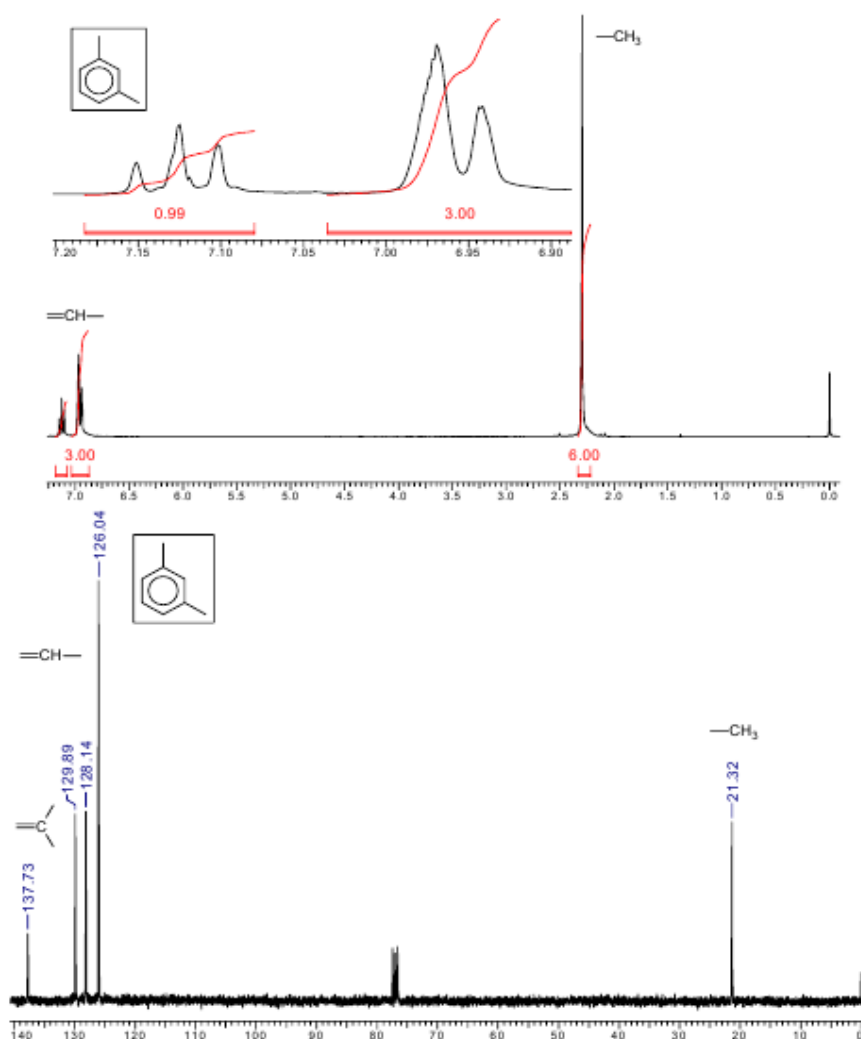 —CH₃
0.99 3.00
7.20 7.15 7.10 7.05 7.00 6.95 6.90
=CH—
3.00 6.00
7.0 6.5 6.0 5.5 5.0 4.5 4.0 3.5 3.0 2.5 2.0 1.5 1.0 0.5 0.0
—126.04
=CH—
—CH₃
129.89
—128.14
—21.32
=C
—137.73
140 130 120 110 100 90 80 70 60 50 40 30 20 10 0